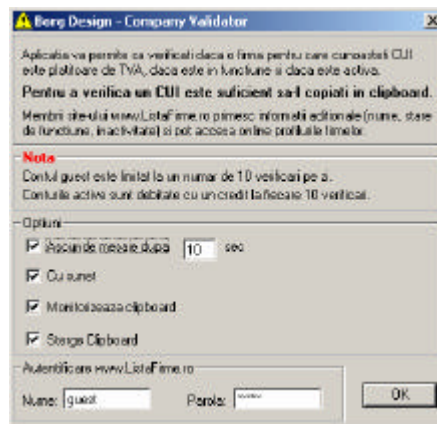 Borg Design - Company Validator
Aplicatia va permite sa verificati daca o firma pentru care cunoasteti CUI
este platitoare de TVA, daca este in functiune si daca este activa.
Pentru a verifica un CUI este suficient sa-l copiati in clipboard.
Membrii site-ului www.ListaFirme.ro primesc informatii aditionale (nume, stare
de functiune, inactivitate) si pot accesa online profilurile firmelor.
Nota
Contul guest este limitat la un numar de 10 verificari pe zi.
Conturile active sunt debitate cu un credit la fiecare 10 verificari.
Optiuni
Ascunde mesaje dupa 10 sec
Cu sunet
Monitorizeaza clipboard
Sterge Clipboard
Autentificare www.ListaFirme.ro
Nume: guest Parola: OK